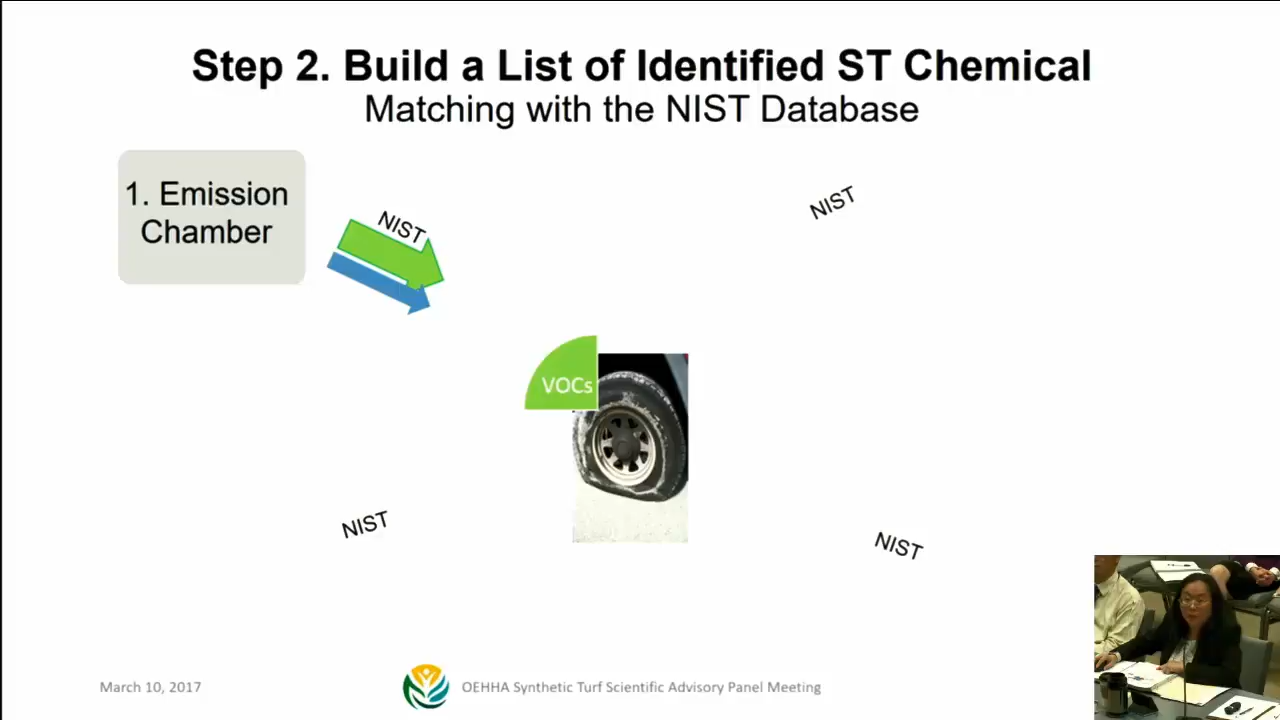 Step 2. Build a List of Identified ST Chemical
Matching with the NIST Database
1. Emission
Chamber
NIST
NIST
VOCs
NIST
NIST
March 10, 2017
OEHHA Synthetic Turf Scientific Advisory Panel Meeting